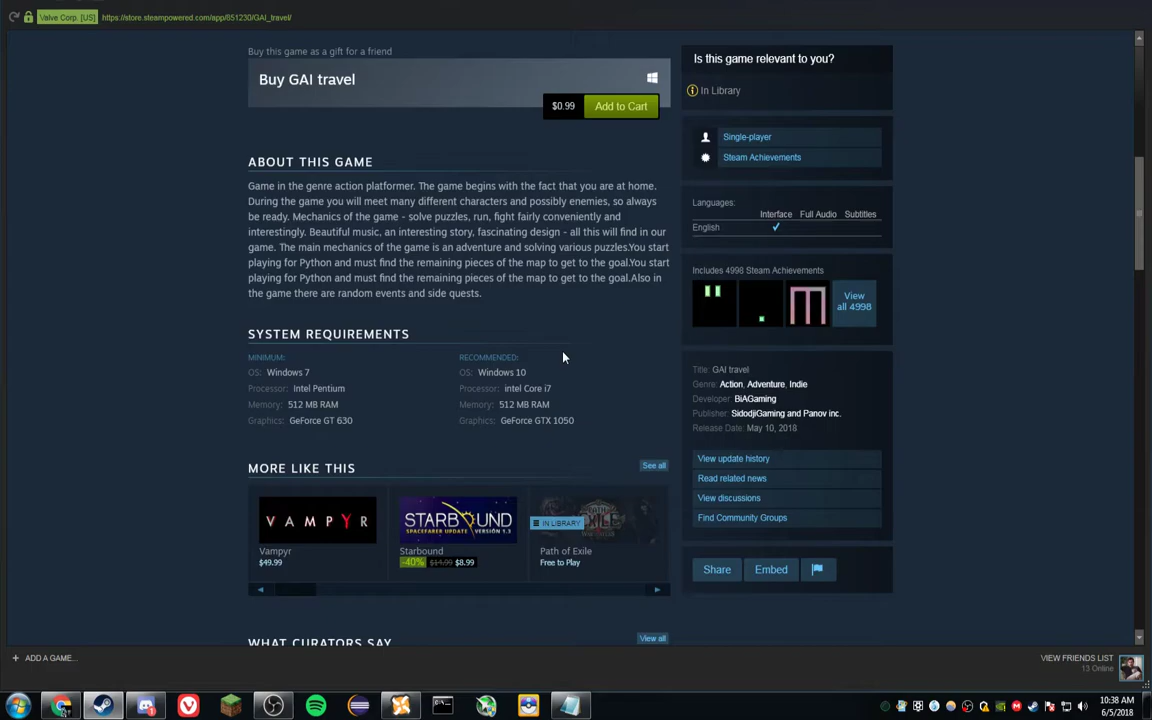 Valve Corp. [US] https://store.steampowered.com/app/851230/GAI_travel/
Buy this game as a gift for a friend
Buy GAI travel
$0.99 Add to Cart
ABOUT THIS GAME
Game in the genre action platformer. The game begins with the fact that you are at home.
During the game you will meet many different characters and possibly enemies, so always
be ready. Mechanics of the game - solve puzzles, run, fight fairly conveniently and
interestingly. Beautiful music, an interesting story, fascinating design - all this will find in our
game. The main mechanics of the game is an adventure and solving various puzzles.You start
playing for Python and must find the remaining pieces of the map to get to the goal.You start
playing for Python and must find the remaining pieces of the map to get to the goal.Also in
the game there are random events and side quests.
SYSTEM REQUIREMENTS
MINIMUM:
OS: Windows 7
Processor: Intel Pentium
Memory: 512 MB RAM
Graphics: GeForce GT 630
RECOMMENDED:
OS: Windows 10
Processor: intel Core i7
Memory: 512 MB RAM
Graphics: GeForce GTX 1050
MORE LIKE THIS
See all
VAMPYR
Vampyr
$49.99
STARBOUND
SPACEFARER UPDATE VERSION 1.3
Starbound
-40% $14.99 $8.99
IN LIBRARY
Path of Exile
Free to Play
WHAT CURATORS SAY
View all
Is this game relevant to you?
In Library
Single-player
Steam Achievements
Languages:
Interface Full Audio Subtitles
English ✔
Includes 4998 Steam Achievements
View
all 4998
Title: GAI travel
Genre: Action, Adventure, Indie
Developer: BiAGaming
Publisher: SidodjiGaming and Panov inc.
Release Date: May 10, 2018
View update history
Read related news
View discussions
Find Community Groups
Share Embed
+ ADD A GAME...
VIEW FRIENDS LIST
13 Online
10:38 AM
6/5/2018